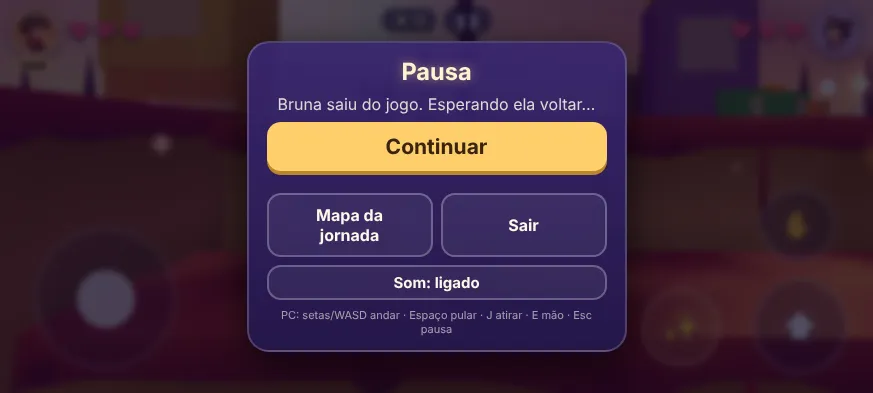 Pausa
Bruna saiu do jogo. Esperando ela voltar...
Continuar
Mapa da
jornada
Sair
Som: ligado
PC: setas/WASD andar · Espaço pular · J atirar · E mão · Esc
pausa